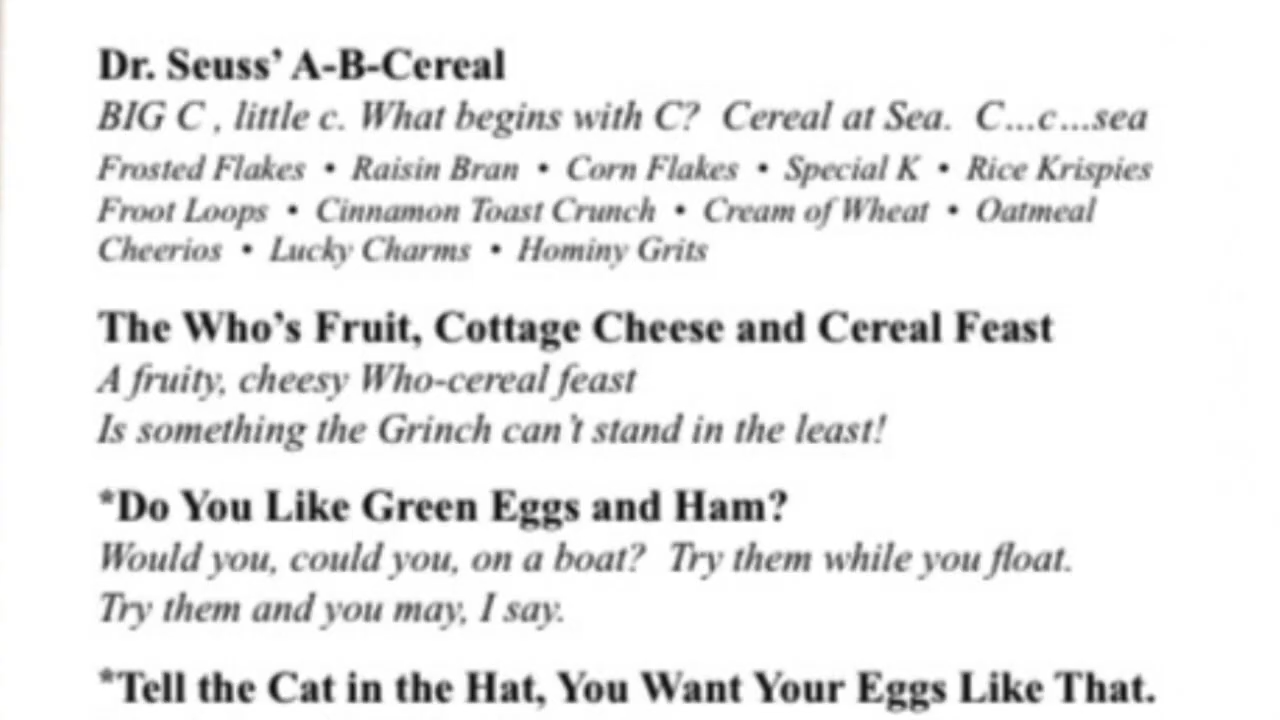 Dr. Seuss’ A-B-Cereal
BIG C , little c. What begins with C? Cereal at Sea. C...c...sea
Frosted Flakes • Raisin Bran • Corn Flakes • Special K • Rice Krispies
Froot Loops • Cinnamon Toast Crunch • Cream of Wheat • Oatmeal
Cheerios • Lucky Charms • Hominy Grits
The Who’s Fruit, Cottage Cheese and Cereal Feast
A fruity, cheesy Who-cereal feast
Is something the Grinch can’t stand in the least!
*Do You Like Green Eggs and Ham?
Would you, could you, on a boat? Try them while you float.
Try them and you may, I say.
*Tell the Cat in the Hat, You Want Your Eggs Like That.